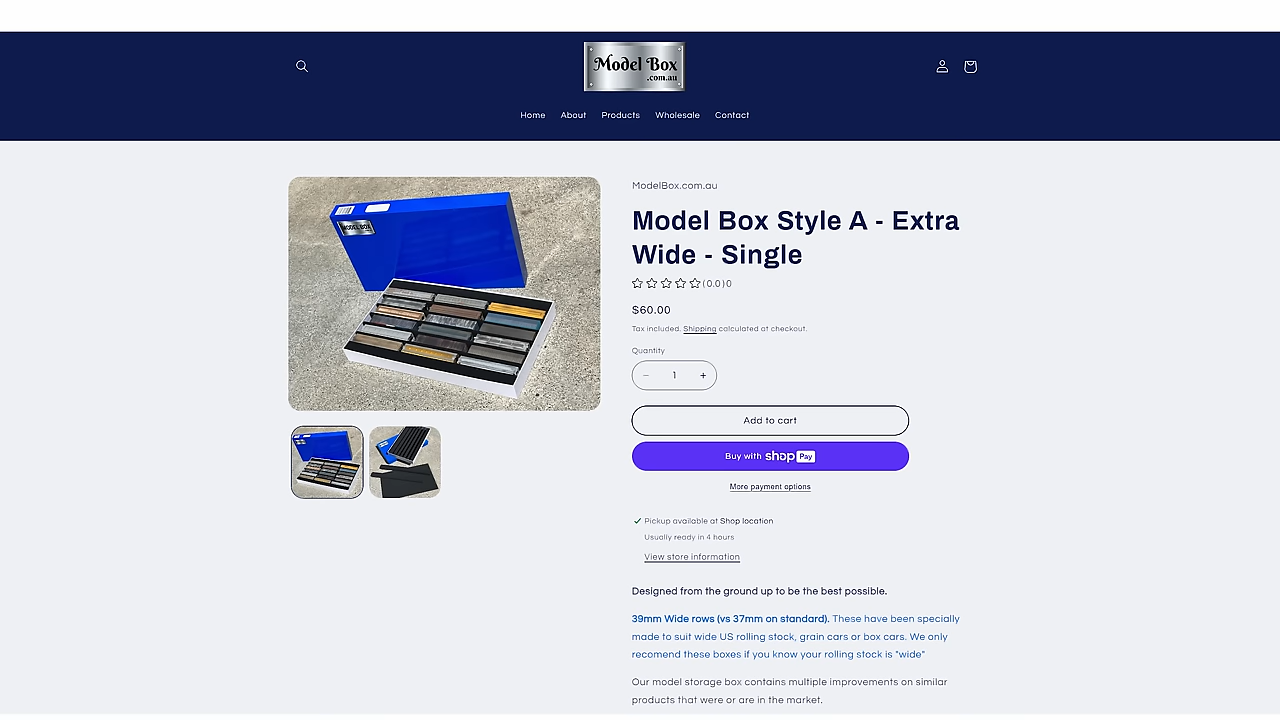 Model Box
.com.au
Home About Products Wholesale Contact
MODEL BOX
ModelBox.com.au
Model Box Style A - Extra
Wide - Single
(0.0)0
$60.00
Tax included. Shipping calculated at checkout.
Quantity
− 1 +
Add to cart
Buy with shop Pay
More payment options
Pickup available at Shop location
Usually ready in 4 hours
View store information
Designed from the ground up to be the best possible.
39mm Wide rows (vs 37mm on standard). These have been specially
made to suit wide US rolling stock, grain cars or box cars. We only
recomend these boxes if you know your rolling stock is "wide"
Our model storage box contains multiple improvements on similar
products that were or are in the market.